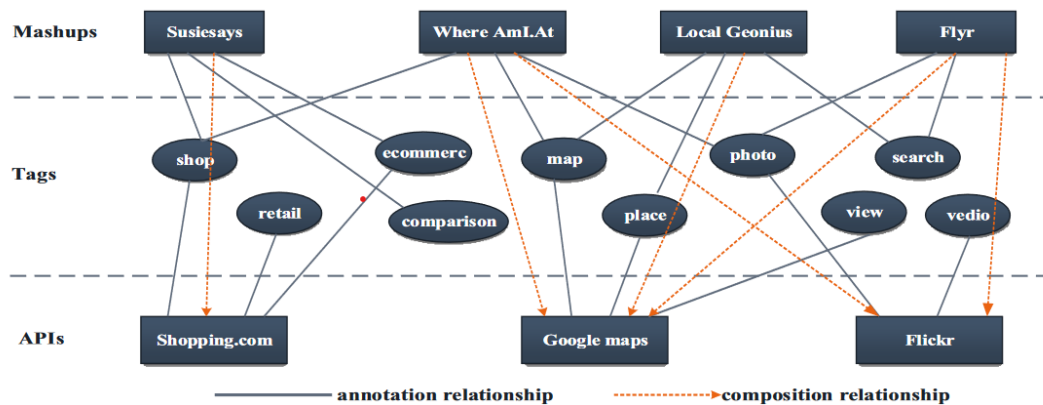 Mashups Susiesays Where AmI.At Local Geonius Flyr
Tags shop ecommerc map photo search
retail comparison place view vedio
APIs Shopping.com Google maps Flickr
annotation relationship composition relationship